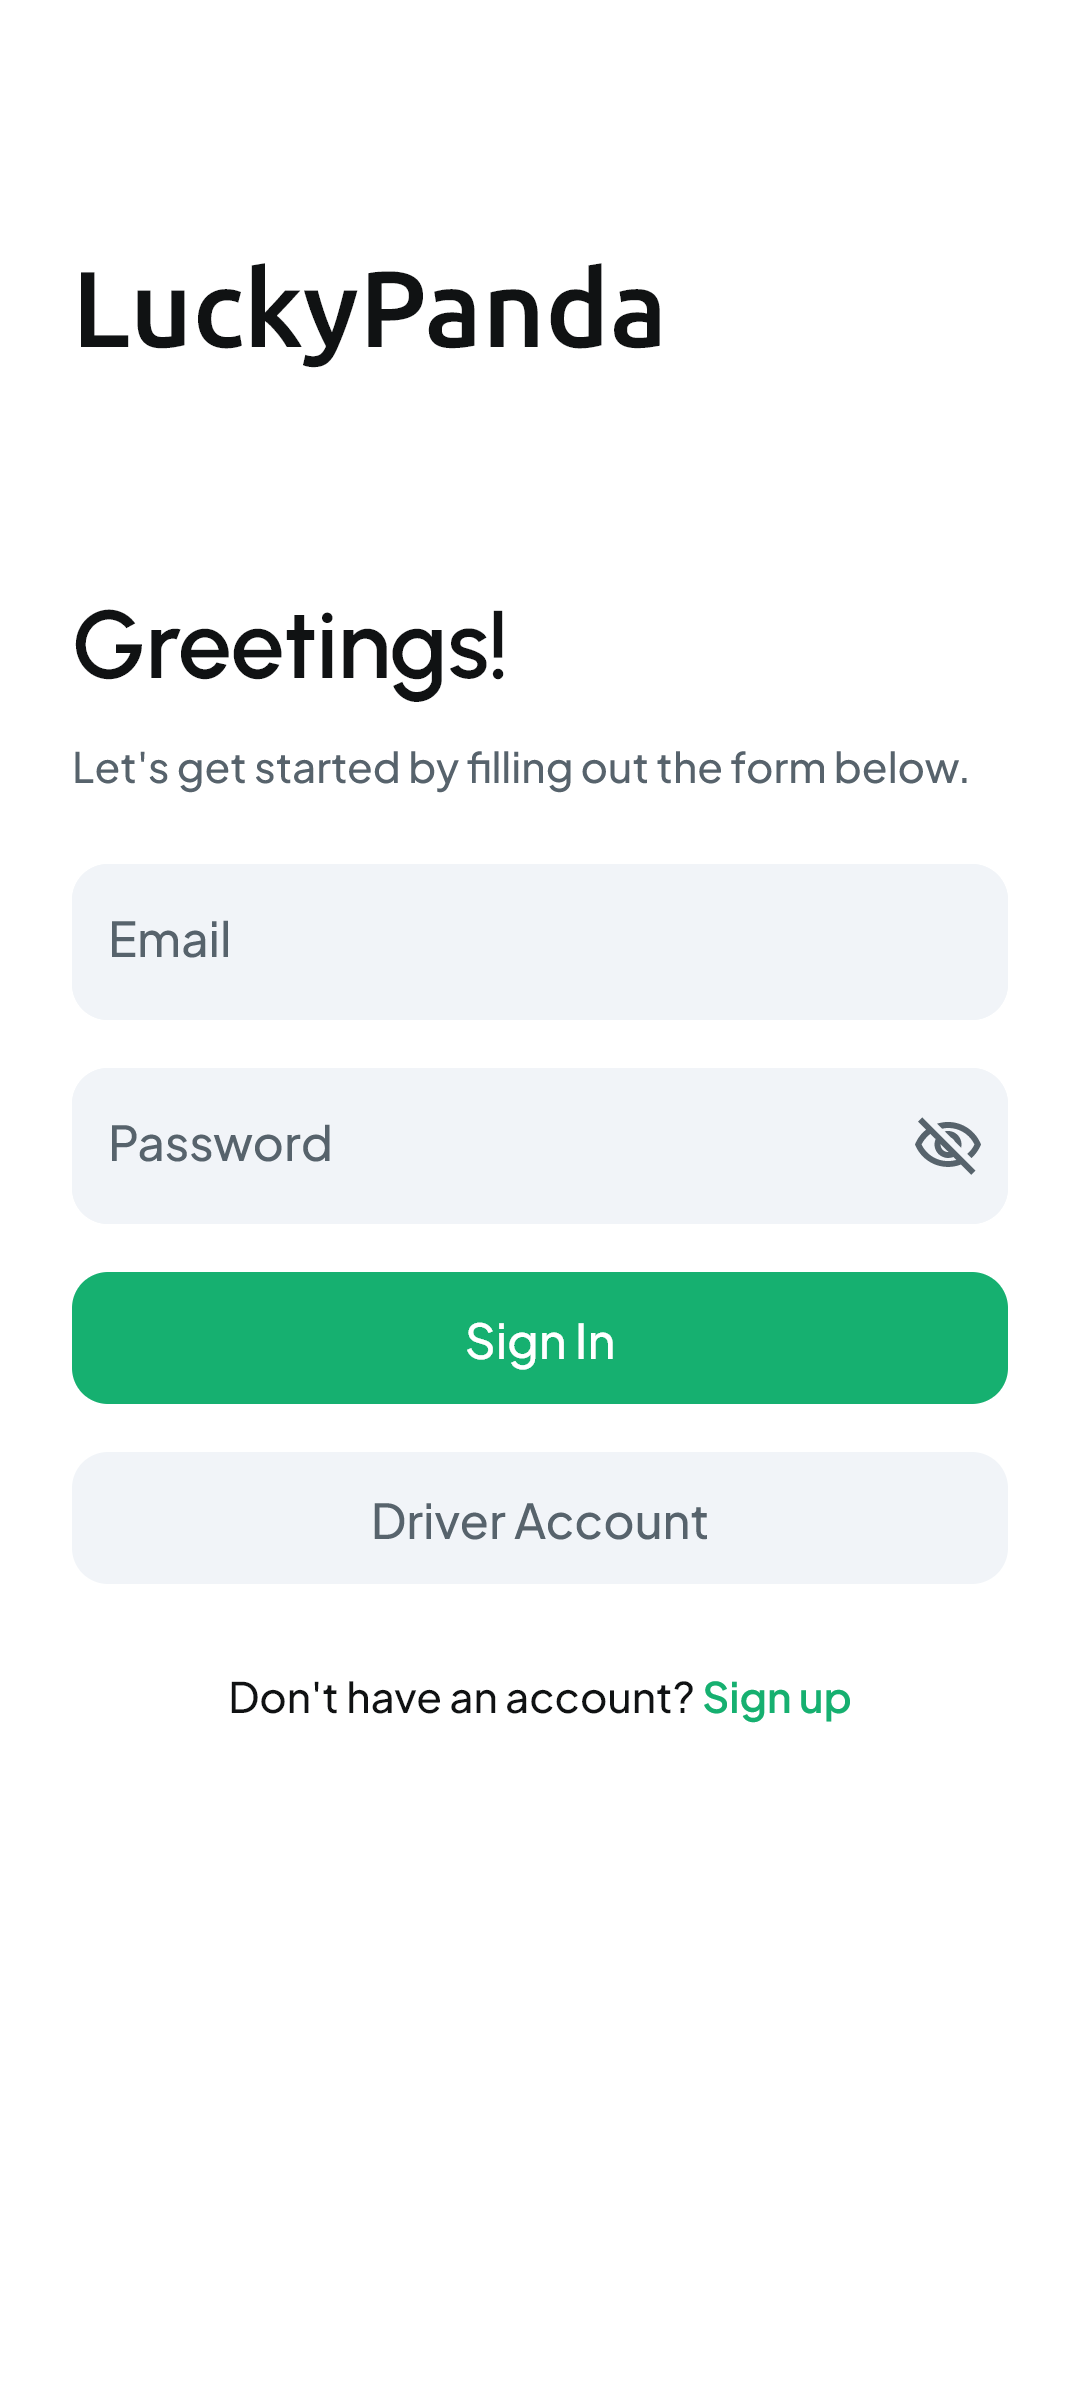 LuckyPanda
Greetings!
Let's get started by filling out the form below.
Email
Password
Sign In
Driver Account
Don't have an account? Sign up